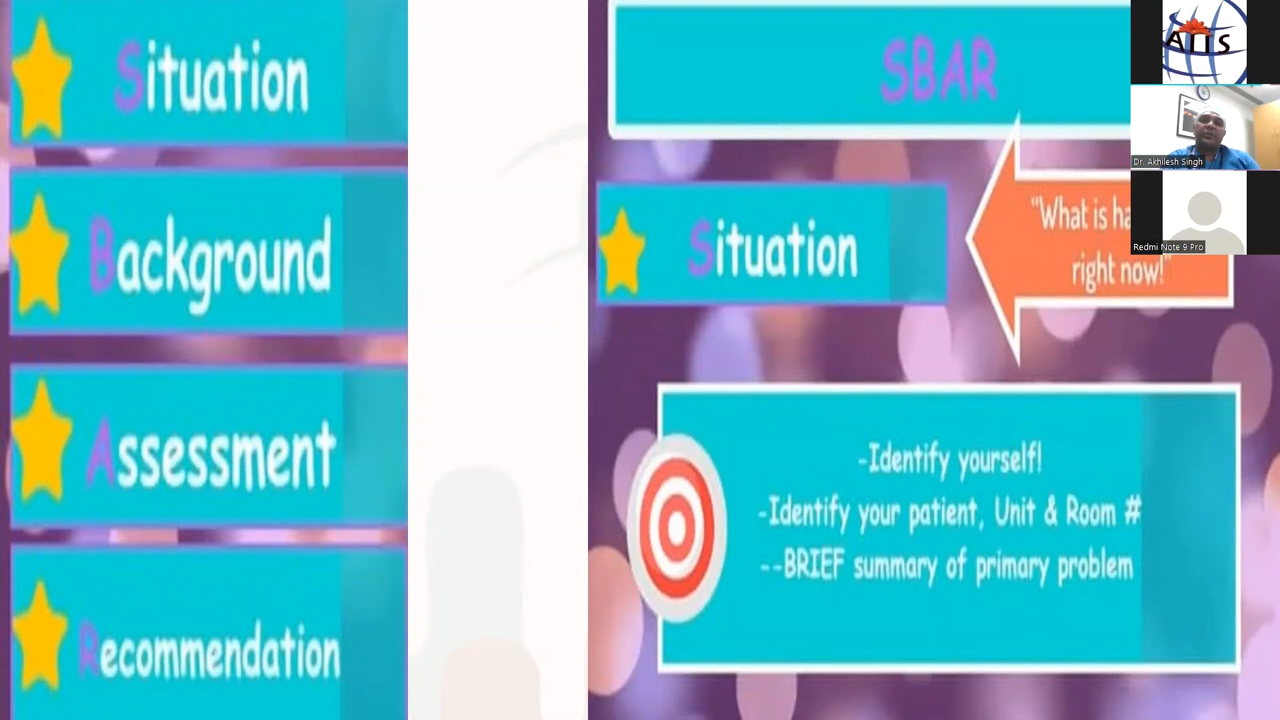 Situation
Background
Assessment
Recommendation
SBAR
Situation
"What is
right now!"
-Identify yourself!
-Identify your patient, Unit & Room #
--BRIEF summary of primary problem
AIIS
Dr. Akhilesh Singh
Redmi Note 9 Pro